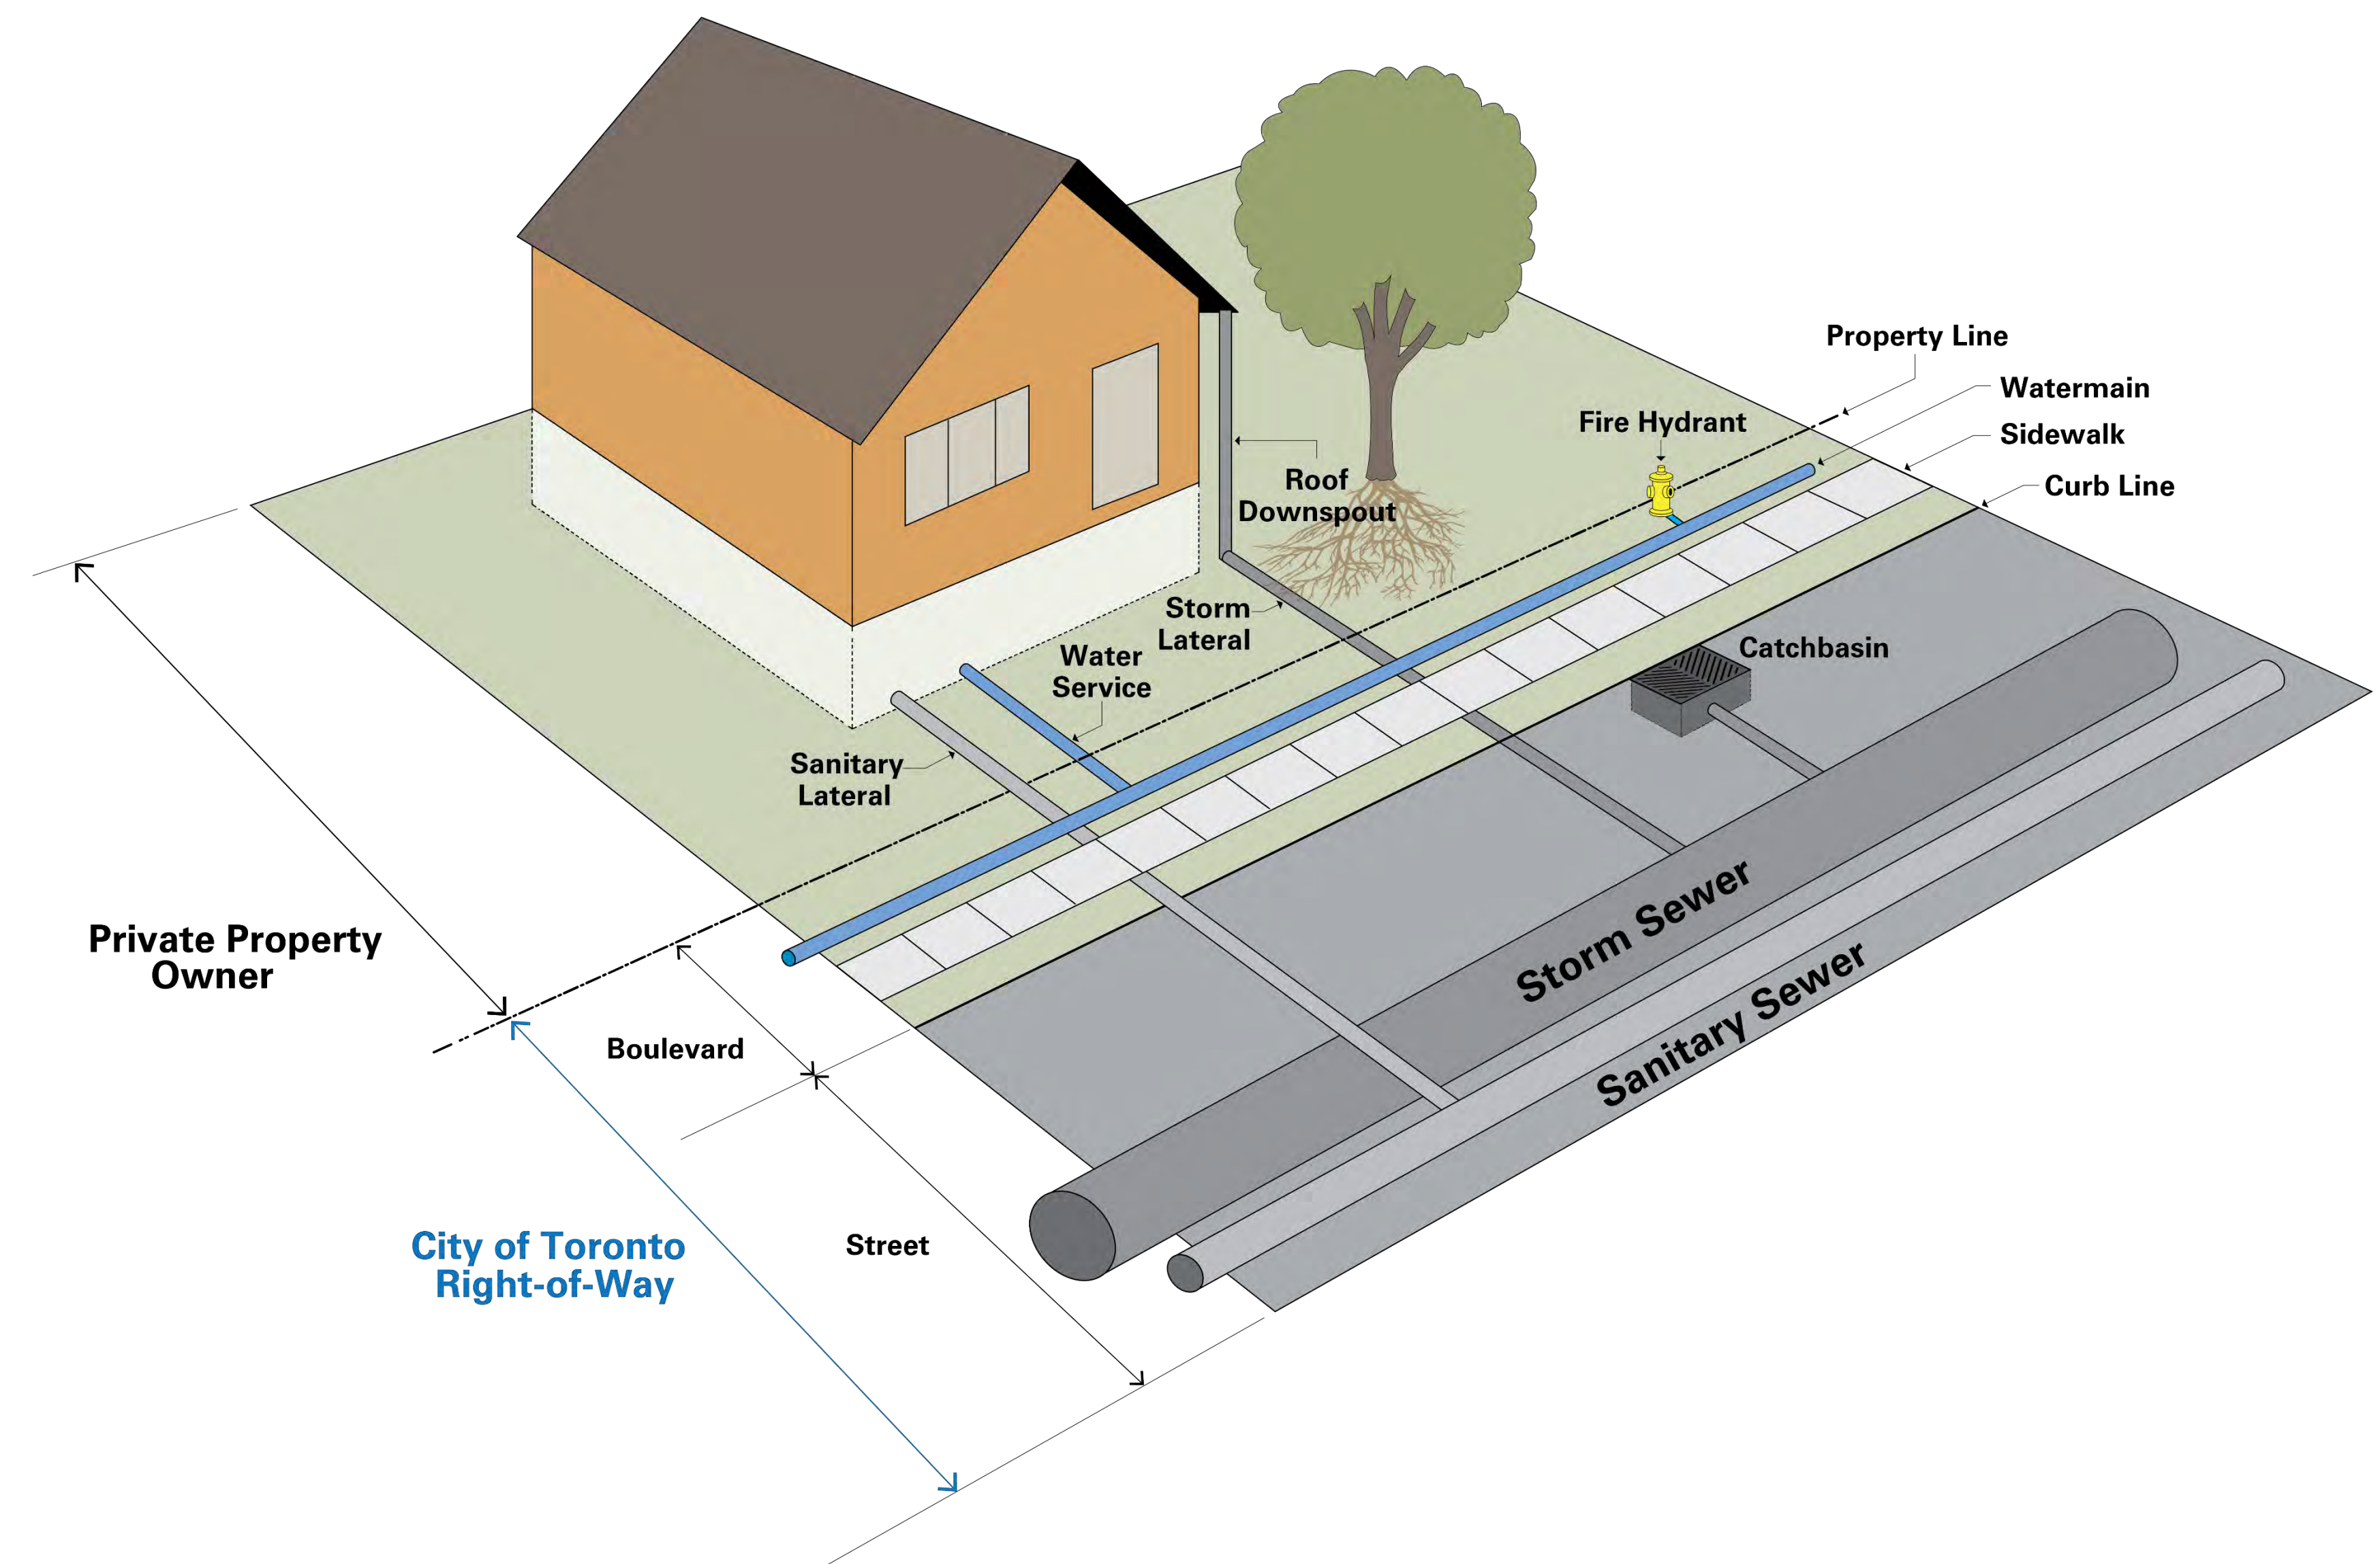 Property Line
Watermain
Fire Hydrant
Sidewalk
Roof
Downspout
Curb Line
Storm
Lateral
Catchbasin
Water
Service
Sanitary
Lateral
Storm Sewer
Private Property
Owner
Sanitary Sewer
Boulevard
City of Toronto
Right-of-Way
Street